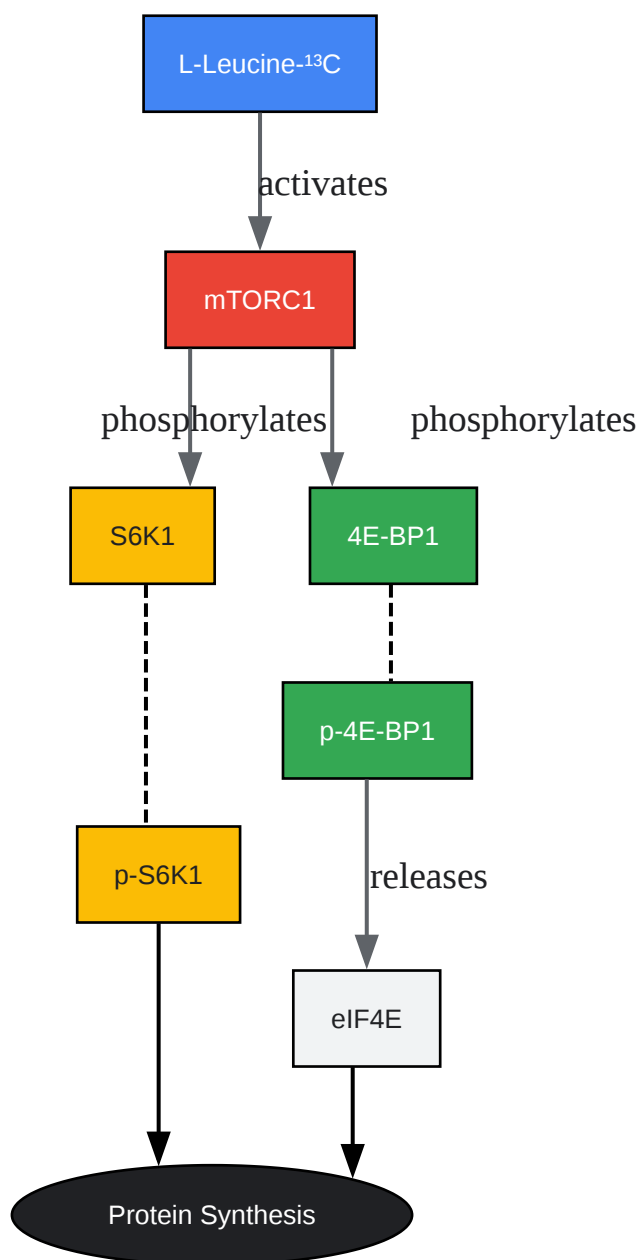 L-Leucine-¹³C
activates
mTORC1
phosphorylates
phosphorylates
S6K1
4E-BP1
p-4E-BP1
p-S6K1
releases
eIF4E
Protein Synthesis